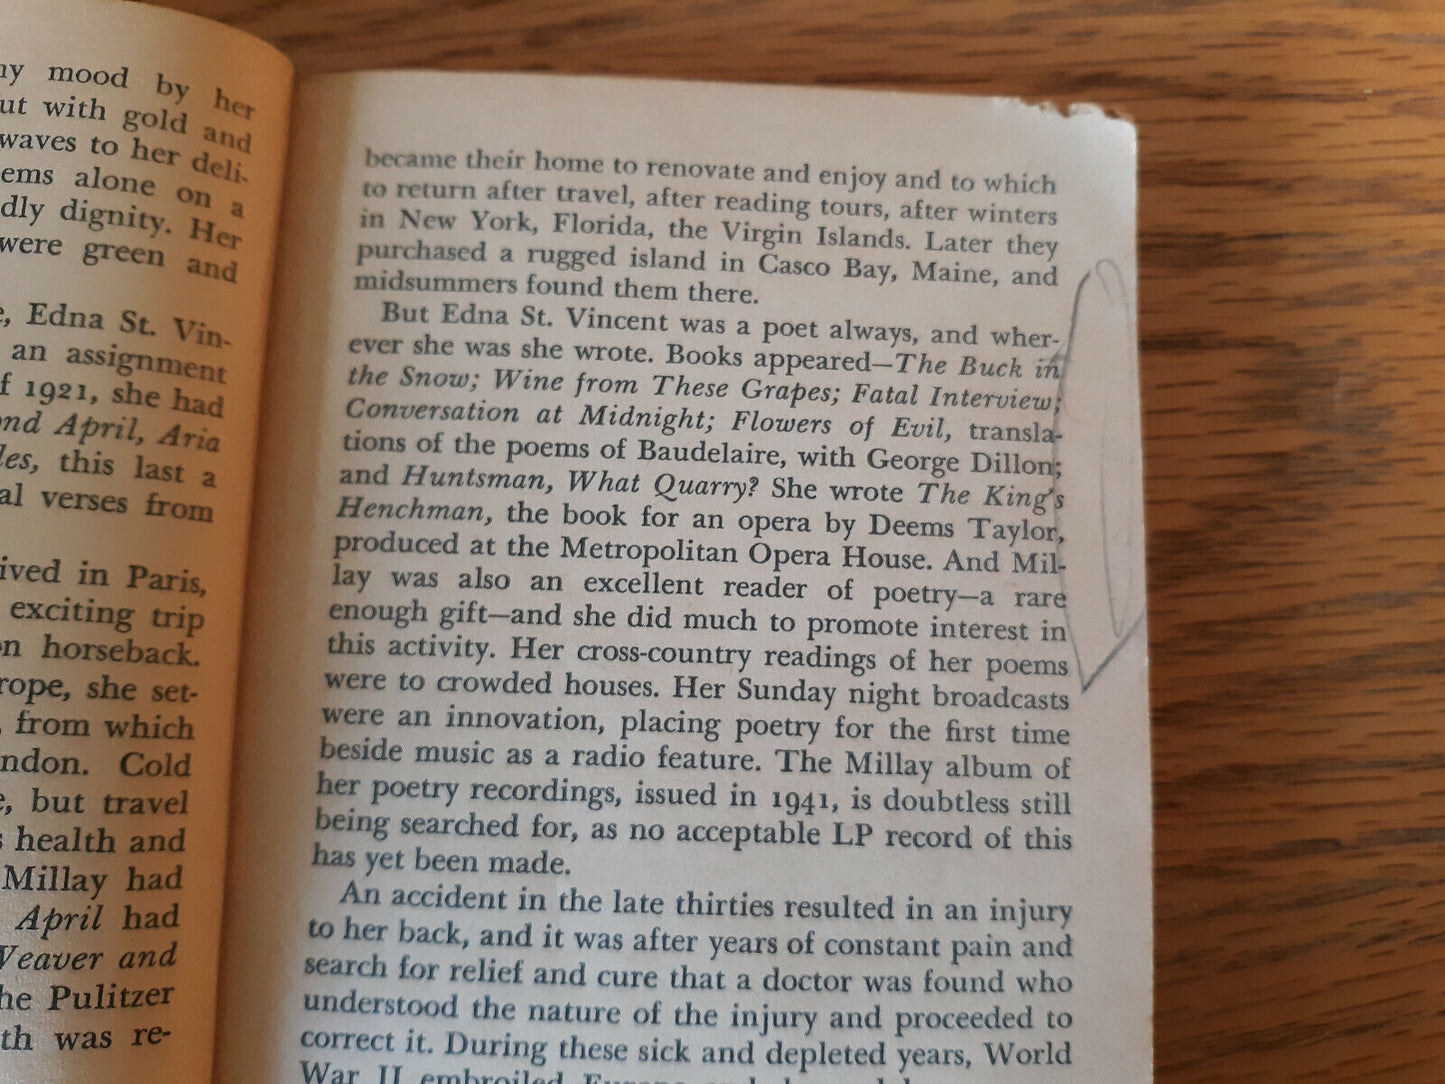 my mood by her
ut with gold and
waves to her deli-
ems alone on a
dly dignity. Her
were green and
e, Edna St. Vin-
an assignment
f 1921, she had
nd April, Aria
les, this last a
al verses from
ived in Paris,
exciting trip
on horseback.
rope, she set-
, from which
ndon. Cold
e, but travel
s health and
Millay had
April had
Weaver and
he Pulitzer
th was re-
became their home to renovate and enjoy and to which
to return after travel, after reading tours, after winters
in New York, Florida, the Virgin Islands. Later they
purchased a rugged island in Casco Bay, Maine, and
midsummers found them there.
But Edna St. Vincent was a poet always, and wher-
ever she was she wrote. Books appeared—The Buck in
the Snow; Wine from These Grapes; Fatal Interview;
Conversation at Midnight; Flowers of Evil, transla-
tions of the poems of Baudelaire, with George Dillon;
and Huntsman, What Quarry? She wrote The King's
Henchman, the book for an opera by Deems Taylor,
produced at the Metropolitan Opera House. And Mil-
lay was also an excellent reader of poetry—a rare
enough gift—and she did much to promote interest in
this activity. Her cross-country readings of her poems
were to crowded houses. Her Sunday night broadcasts
were an innovation, placing poetry for the first time
beside music as a radio feature. The Millay album of
her poetry recordings, issued in 1941, is doubtless still
being searched for, as no acceptable LP record of this
has yet been made.
An accident in the late thirties resulted in an injury
to her back, and it was after years of constant pain and
search for relief and cure that a doctor was found who
understood the nature of the injury and proceeded to
correct it. During these sick and depleted years, World
War II embroiled Europe